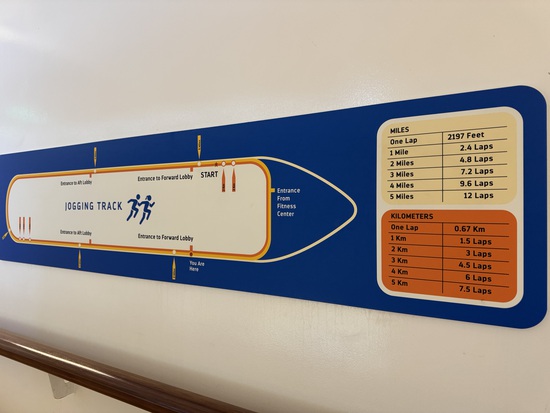 Entrance to Aft Lobby
Entrance to Forward Lobby
START
JOGGING TRACK
Entrance
From
Fitness
Center
Entrance to Aft Lobby
Entrance to Forward Lobby
You Are
Here
MILES
One Lap 2197 Feet
1 Mile 2.4 Laps
2 Miles 4.8 Laps
3 Miles 7.2 Laps
4 Miles 9.6 Laps
5 Miles 12 Laps
KILOMETERS
One Lap 0.67 Km
1 Km 1.5 Laps
2 Km 3 Laps
3 Km 4.5 Laps
4 Km 6 Laps
5 Km 7.5 Laps